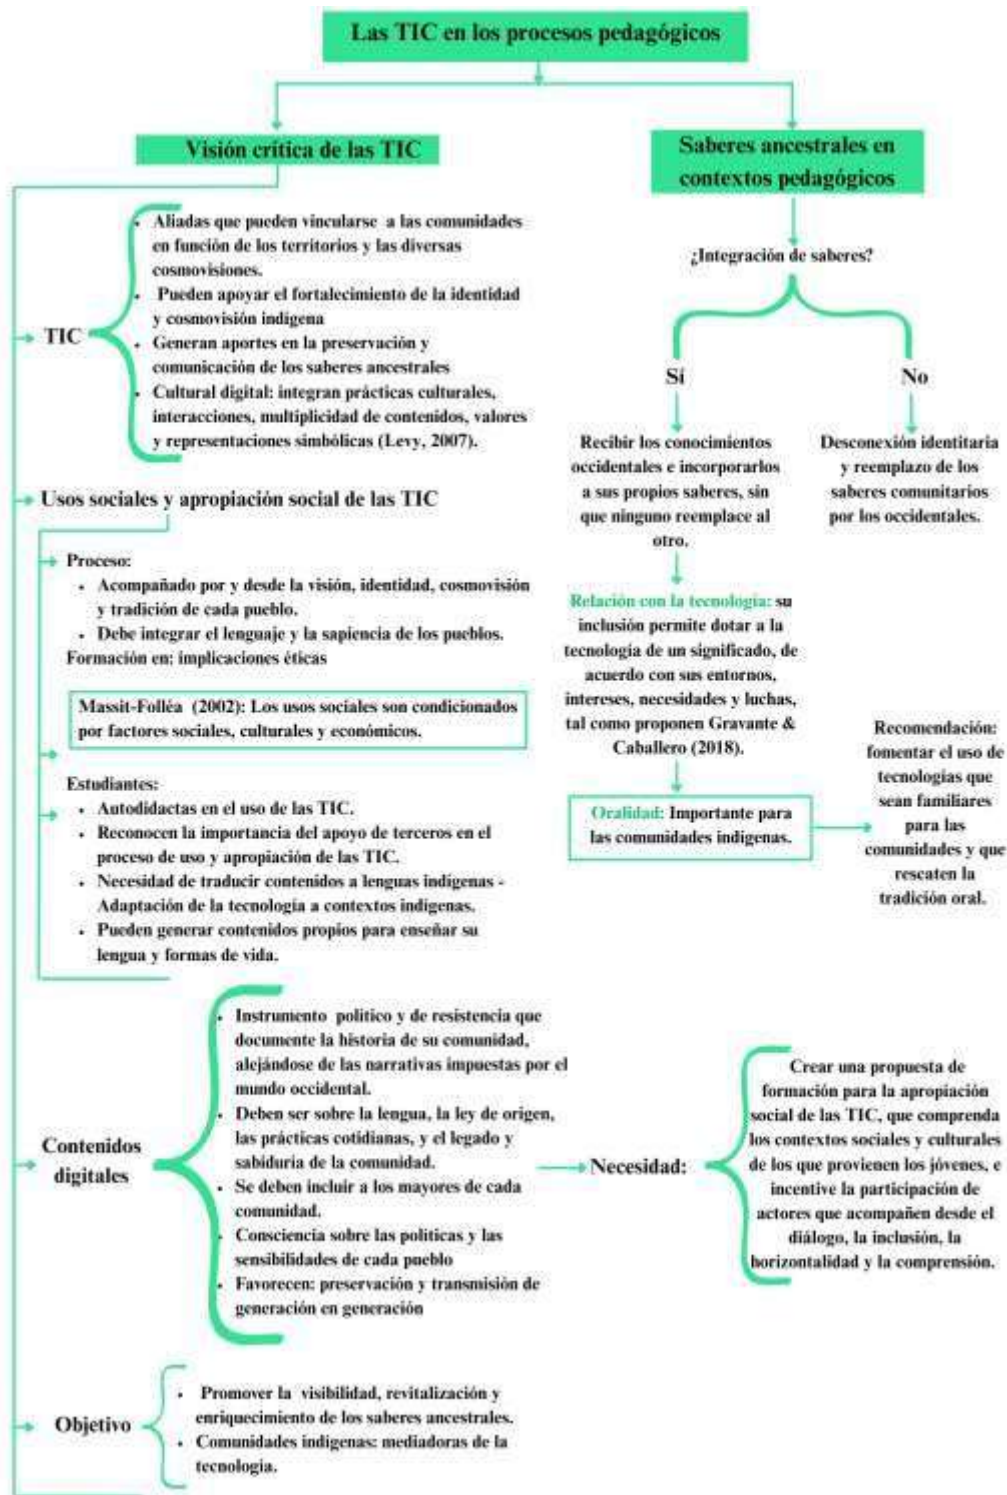 Las TIC en los procesos pedagógicos
Visión crítica de las TIC
TIC
• Aliadas que pueden vincularse a las comunidades
en función de los territorios y las diversas
cosmovisiones.
• Pueden apoyar el fortalecimiento de la identidad
y cosmovisión indígena
• Generan aportes en la preservación y
comunicación de los saberes ancestrales
• Cultural digital: integran prácticas culturales,
interacciones, multiplicidad de contenidos, valores
y representaciones simbólicas (Levy, 2007).
Usos sociales y apropiación social de las TIC
Proceso:
• Acompañado por y desde la visión, identidad, cosmovisión
y tradición de cada pueblo.
• Debe integrar el lenguaje y la sapiencia de los pueblos.
Formación en: implicaciones éticas
Massit-Folléa (2002): Los usos sociales son condicionados
por factores sociales, culturales y económicos.
Estudiantes:
• Autodidactas en el uso de las TIC.
• Reconocen la importancia del apoyo de terceros en el
proceso de uso y apropiación de las TIC.
• Necesidad de traducir contenidos a lenguas indígenas -
Adaptación de la tecnología a contextos indígenas.
• Pueden generar contenidos propios para enseñar su
lengua y formas de vida.
Contenidos
digitales
• Instrumento político y de resistencia que
documente la historia de su comunidad,
alejándose de las narrativas impuestas por el
mundo occidental.
• Deben ser sobre la lengua, la ley de origen,
las prácticas cotidianas, y el legado y
sabiduría de la comunidad.
• Se deben incluir a los mayores de cada
comunidad.
• Consciencia sobre las políticas y las
sensibilidades de cada pueblo
• Favorecen: preservación y transmisión de
generación en generación
Necesidad:
Crear una propuesta de
formación para la apropiación
social de las TIC, que comprenda
los contextos sociales y culturales
de los que provienen los jóvenes, e
incentive la participación de
actores que acompañen desde el
diálogo, la inclusión, la
horizontalidad y la comprensión.
Objetivo
• Promover la visibilidad, revitalización y
enriquecimiento de los saberes ancestrales.
• Comunidades indígenas: mediadoras de la
tecnología.
Saberes ancestrales en
contextos pedagógicos
¿Integración de saberes?
Sí
Recibir los conocimientos
occidentales e incorporarlos
a sus propios saberes, sin
que ninguno reemplace al
otro.
Relación con la tecnología: su
inclusión permite dotar a la
tecnología de un significado, de
acuerdo con sus entornos,
intereses, necesidades y luchas,
tal como proponen Gravante &
Caballero (2018).
Oralidad: Importante para
las comunidades indígenas.
Recomendación:
fomentar el uso de
tecnologías que
sean familiares
para las
comunidades y que
rescaten la
tradición oral.
No
Desconexión identitaria
y reemplazo de los
saberes comunitarios
por los occidentales.